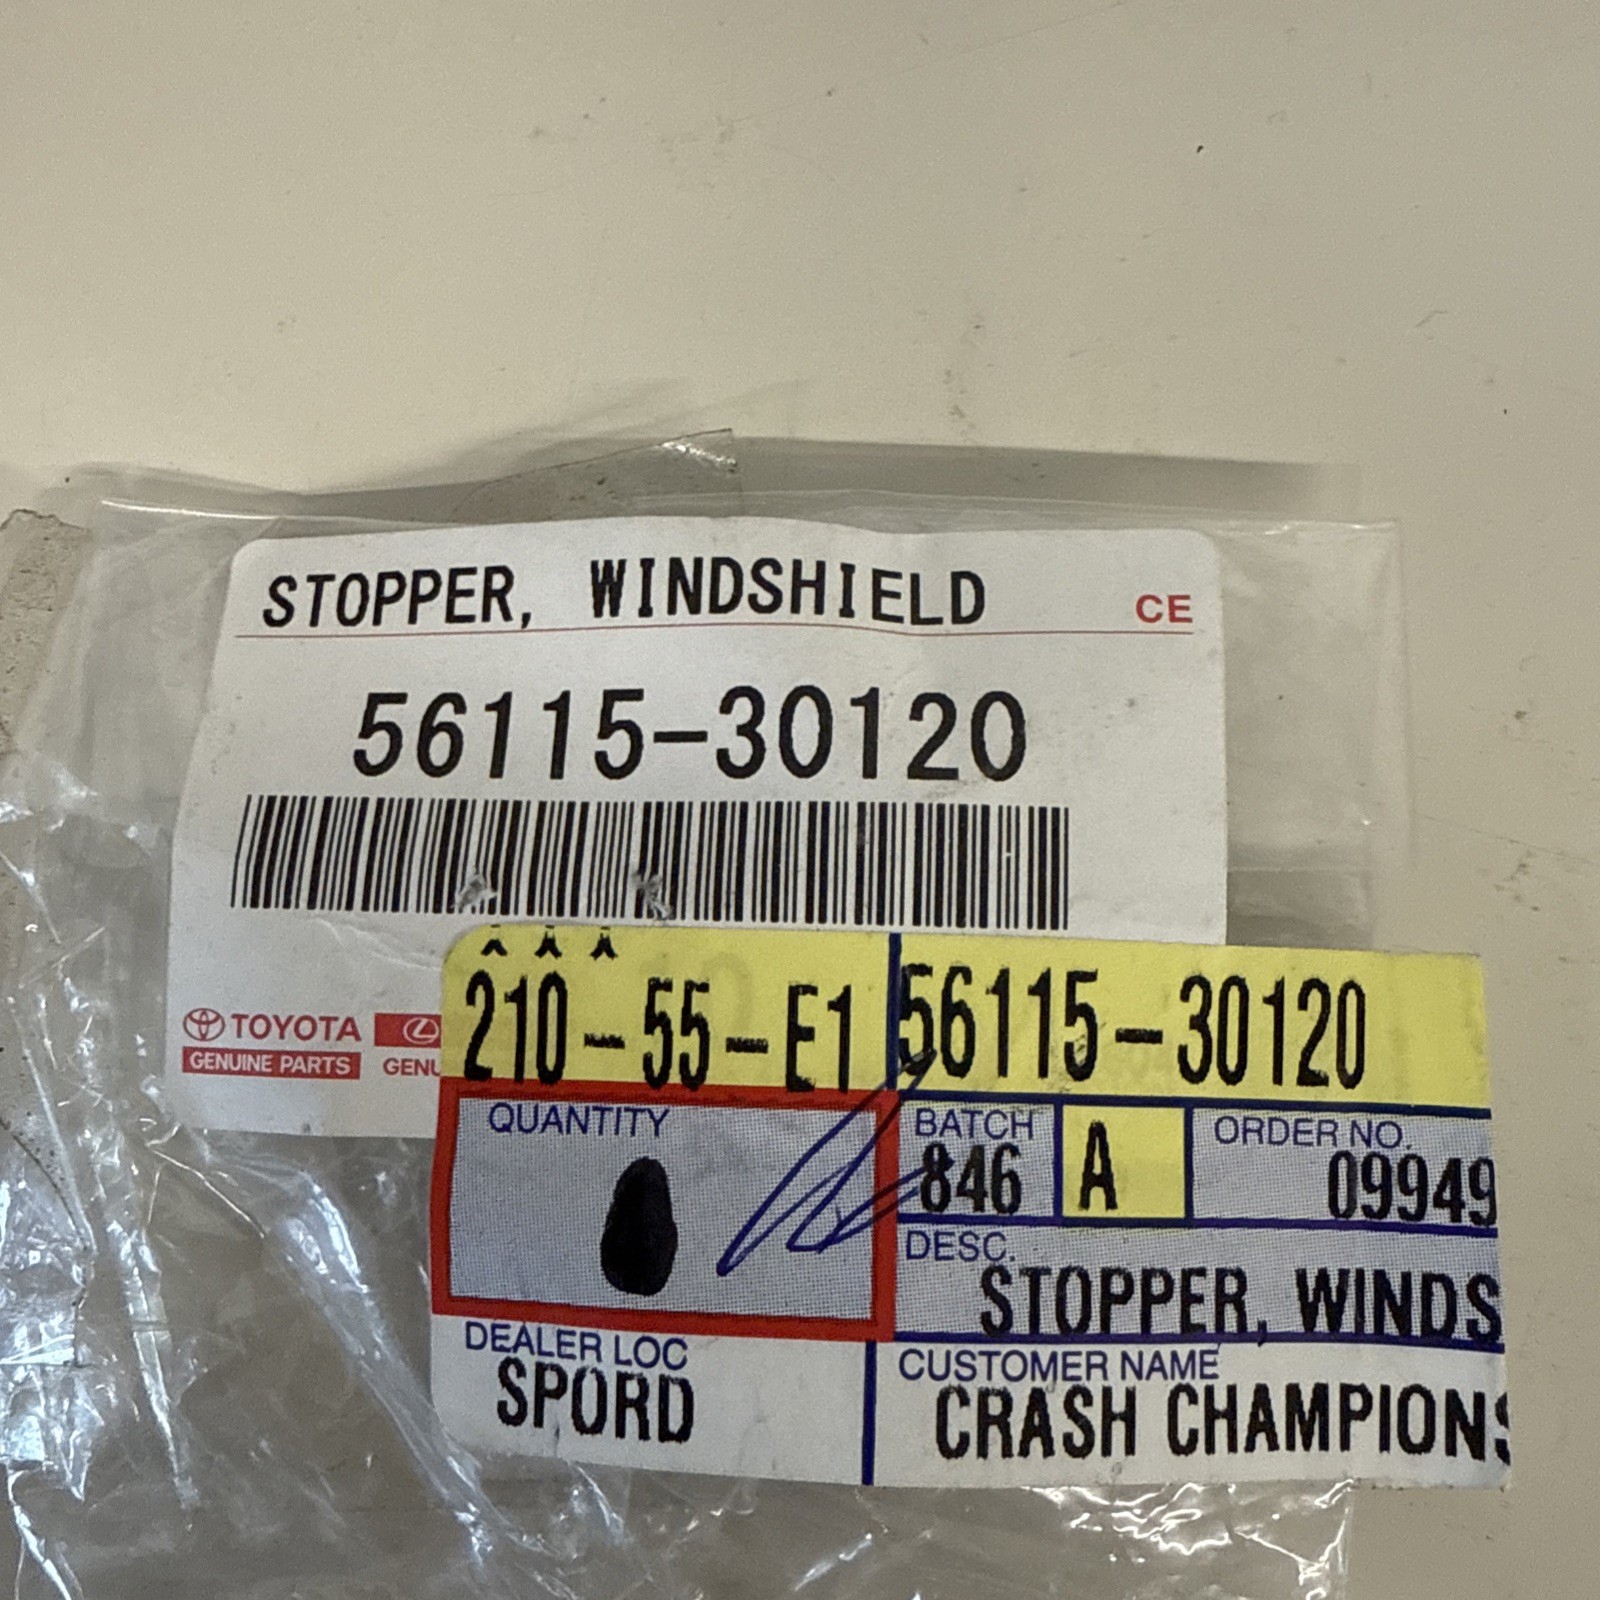 STOPPER, WINDSHIELD
CE
56115-30120
TOYOTA
GENUINE PARTS
GENU
210-55-E1
56115-30120
QUANTITY
BATCH
846
A
ORDER NO.
09949
DESC.
STOPPER, WINDS
DEALER LOC
SPORD
CUSTOMER NAME
CRASH CHAMPIONS